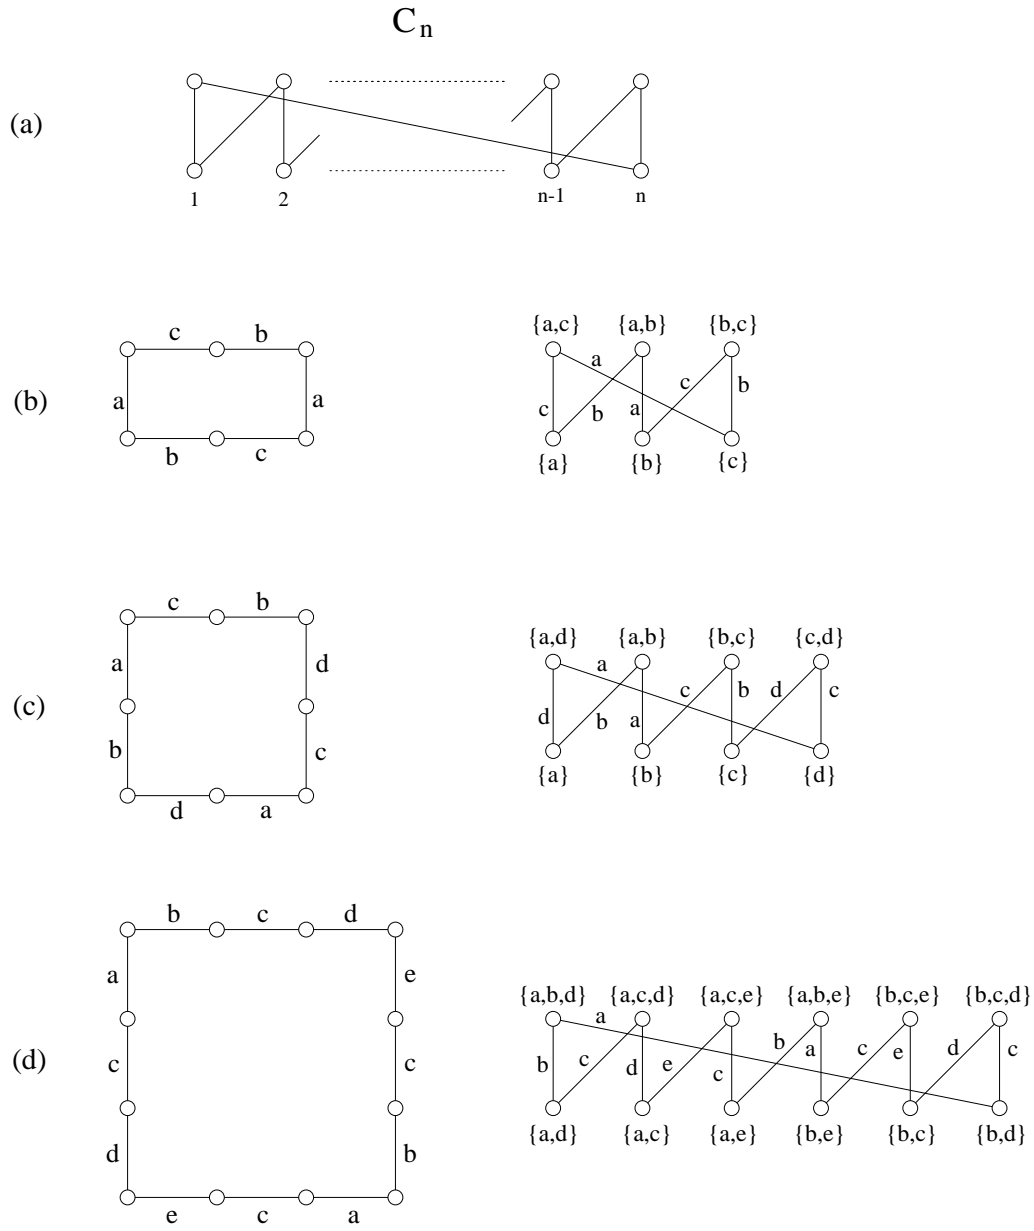 C_n
(a)
1 2 n-1 n
(b)
c b
a a
b c
{a,c} {a,b} {b,c}
a
c b a c b
{a} {b} {c}
(c)
c b
a d
b c
d a
{a,d} {a,b} {b,c} {c,d}
a
d b a c b d c
{a} {b} {c} {d}
(d)
b c d
a e
c c
d b
e c a
{a,b,d} {a,c,d} {a,c,e} {a,b,e} {b,c,e} {b,c,d}
a
b c d e c b a c e d c
{a,d} {a,c} {a,e} {b,e} {b,c} {b,d}